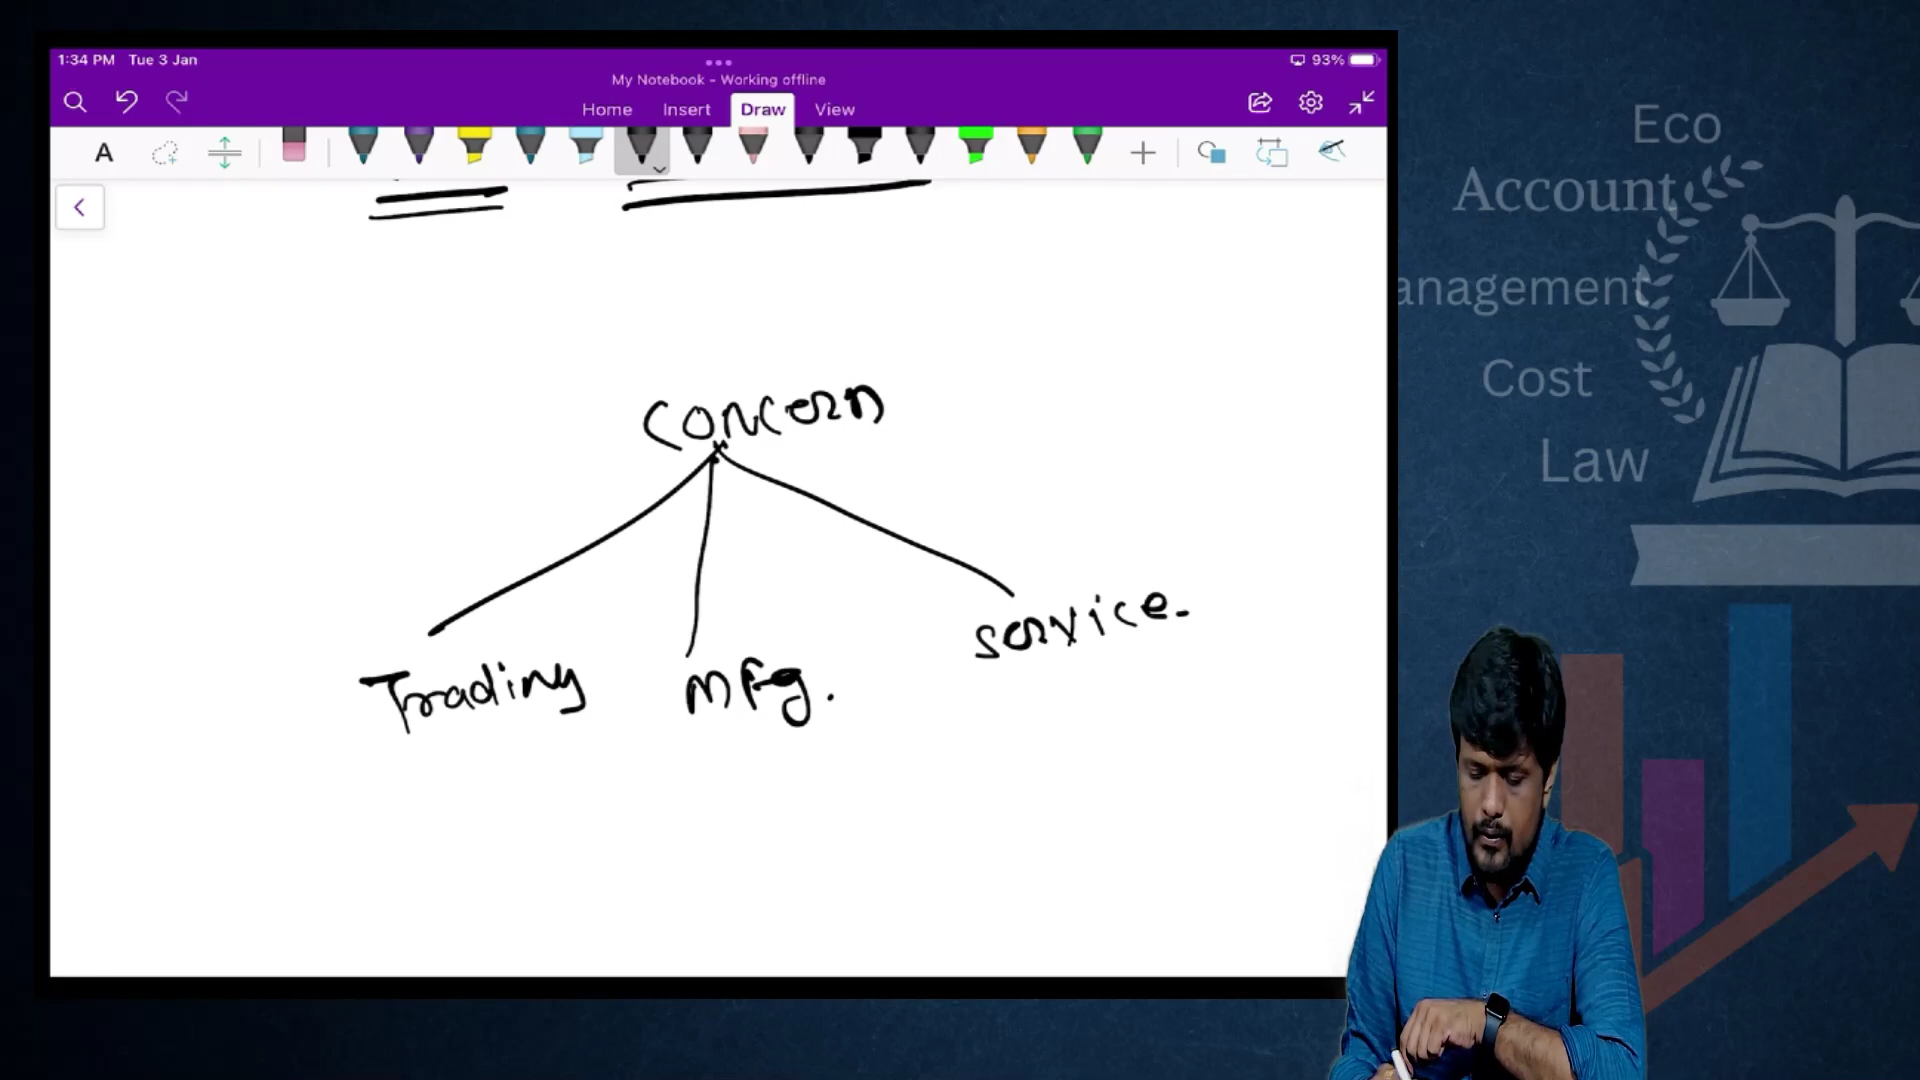 1:34 PM Tue 3 Jan
93%
My Notebook - Working offline
Home Insert Draw View
A
Concern
Trading Mfg. Service.
Eco
Account
anagement
Cost
Law